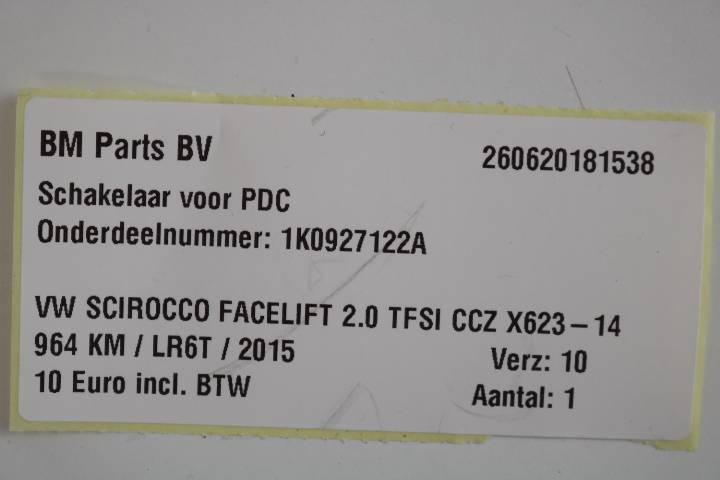 BM Parts BV 260620181538
Schakelaar voor PDC
Onderdeelnummer: 1K0927122A
VW SCIROCCO FACELIFT 2.0 TFSI CCZ X623-14
964 KM / LR6T / 2015 Verz: 10
10 Euro incl. BTW Aantal: 1